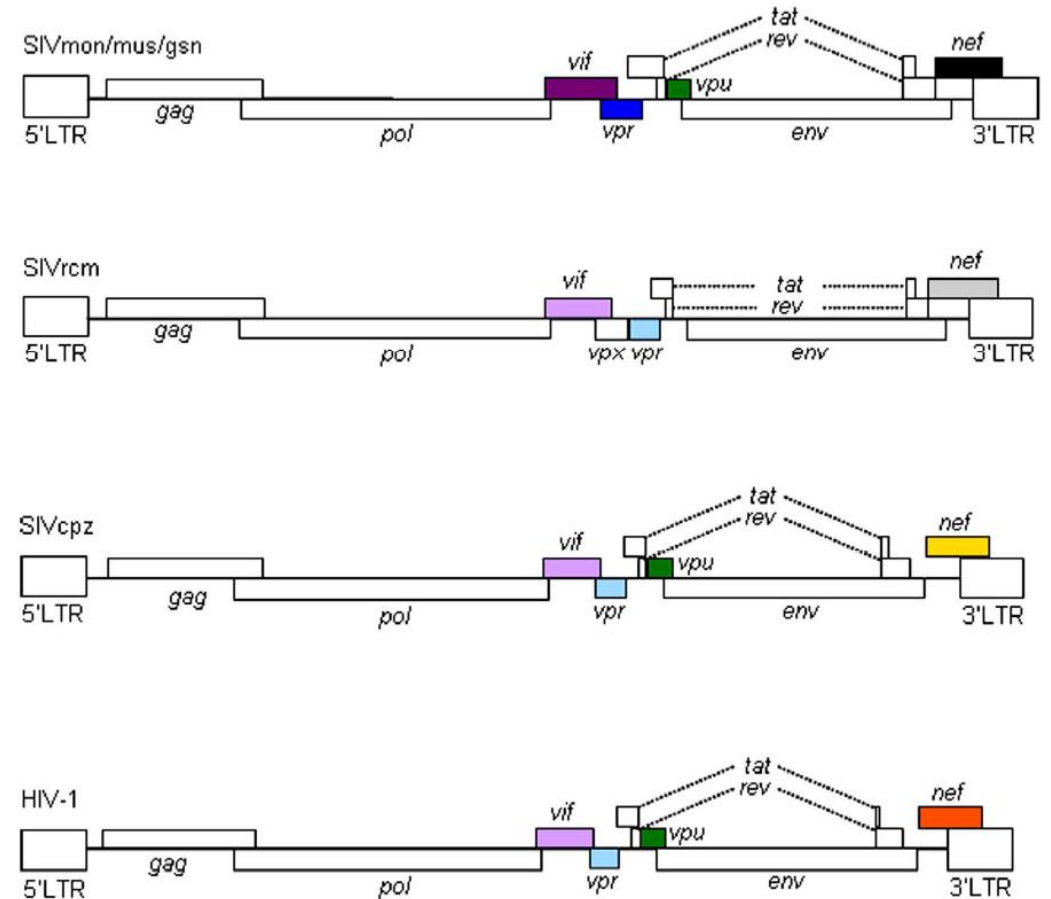 SIVmon/mus/gsn
tat
rev
nef
vif
vpu
gag
vpr
env
5'LTR
pol
3'LTR
SIVrcm
nef
vif
tat
rev
gag
5'LTR
pol
vpx vpr
env
3'LTR
SIVcpz
tat
rev
nef
vif
vpu
gag
vpr
env
5'LTR
pol
3'LTR
HIV-1
tat
rev
nef
vif
vpu
gag
vpr
env
5'LTR
pol
3'LTR